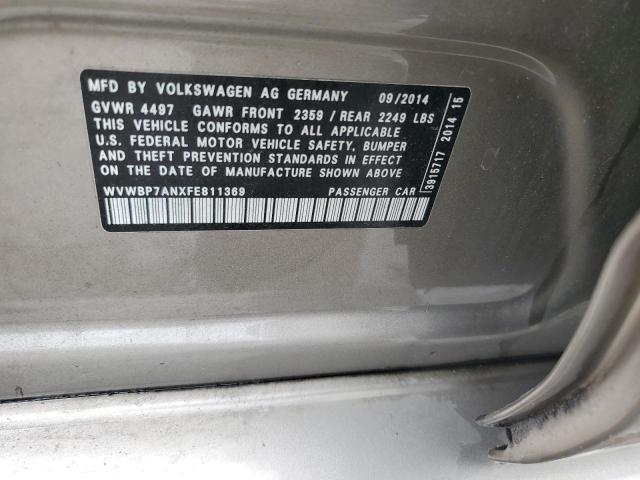 MFD BY VOLKSWAGEN AG GERMANY 09/2014
GVWR 4497 GAWR FRONT 2359 / REAR 2249 LBS
THIS VEHICLE CONFORMS TO ALL APPLICABLE
U.S. FEDERAL MOTOR VEHICLE SAFETY, BUMPER
AND THEFT PREVENTION STANDARDS IN EFFECT
ON THE DATE OF MANUFACTURE SHOWN ABOVE
WVWBP7ANXFE811369 PASSENGER CAR
3915717 2014 15